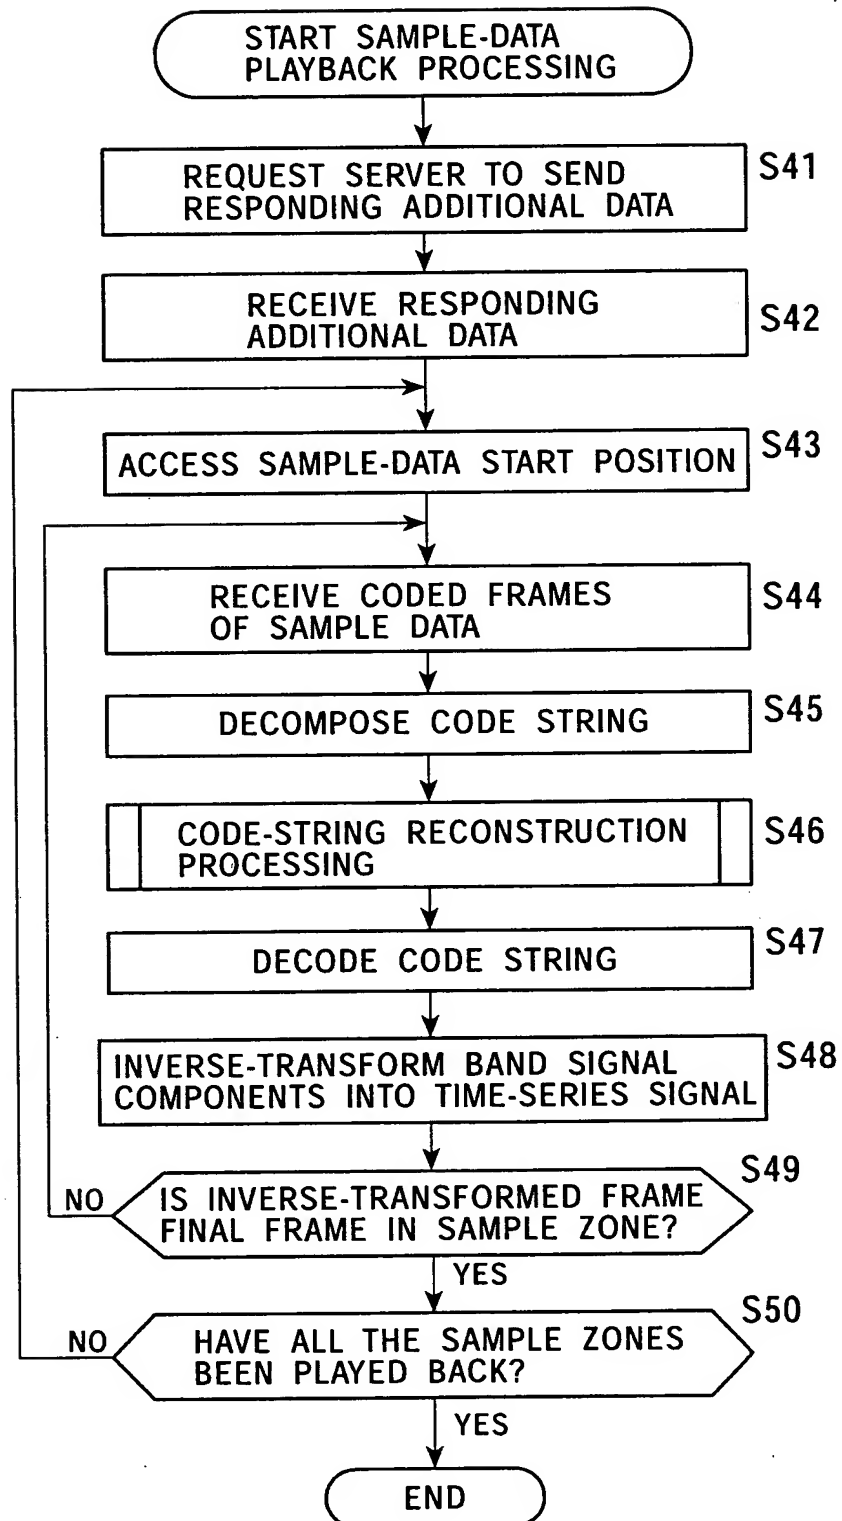 START SAMPLE-DATA
PLAYBACK PROCESSING
REQUEST SERVER TO SEND
RESPONDING ADDITIONAL DATA
S41
RECEIVE RESPONDING
ADDITIONAL DATA
S42
ACCESS SAMPLE-DATA START POSITION
S43
RECEIVE CODED FRAMES
OF SAMPLE DATA
S44
DECOMPOSE CODE STRING
S45
CODE-STRING RECONSTRUCTION
PROCESSING
S46
DECODE CODE STRING
S47
INVERSE-TRANSFORM BAND SIGNAL
COMPONENTS INTO TIME-SERIES SIGNAL
S48
IS INVERSE-TRANSFORMED FRAME
FINAL FRAME IN SAMPLE ZONE?
S49
NO
YES
HAVE ALL THE SAMPLE ZONES
BEEN PLAYED BACK?
S50
NO
YES
END